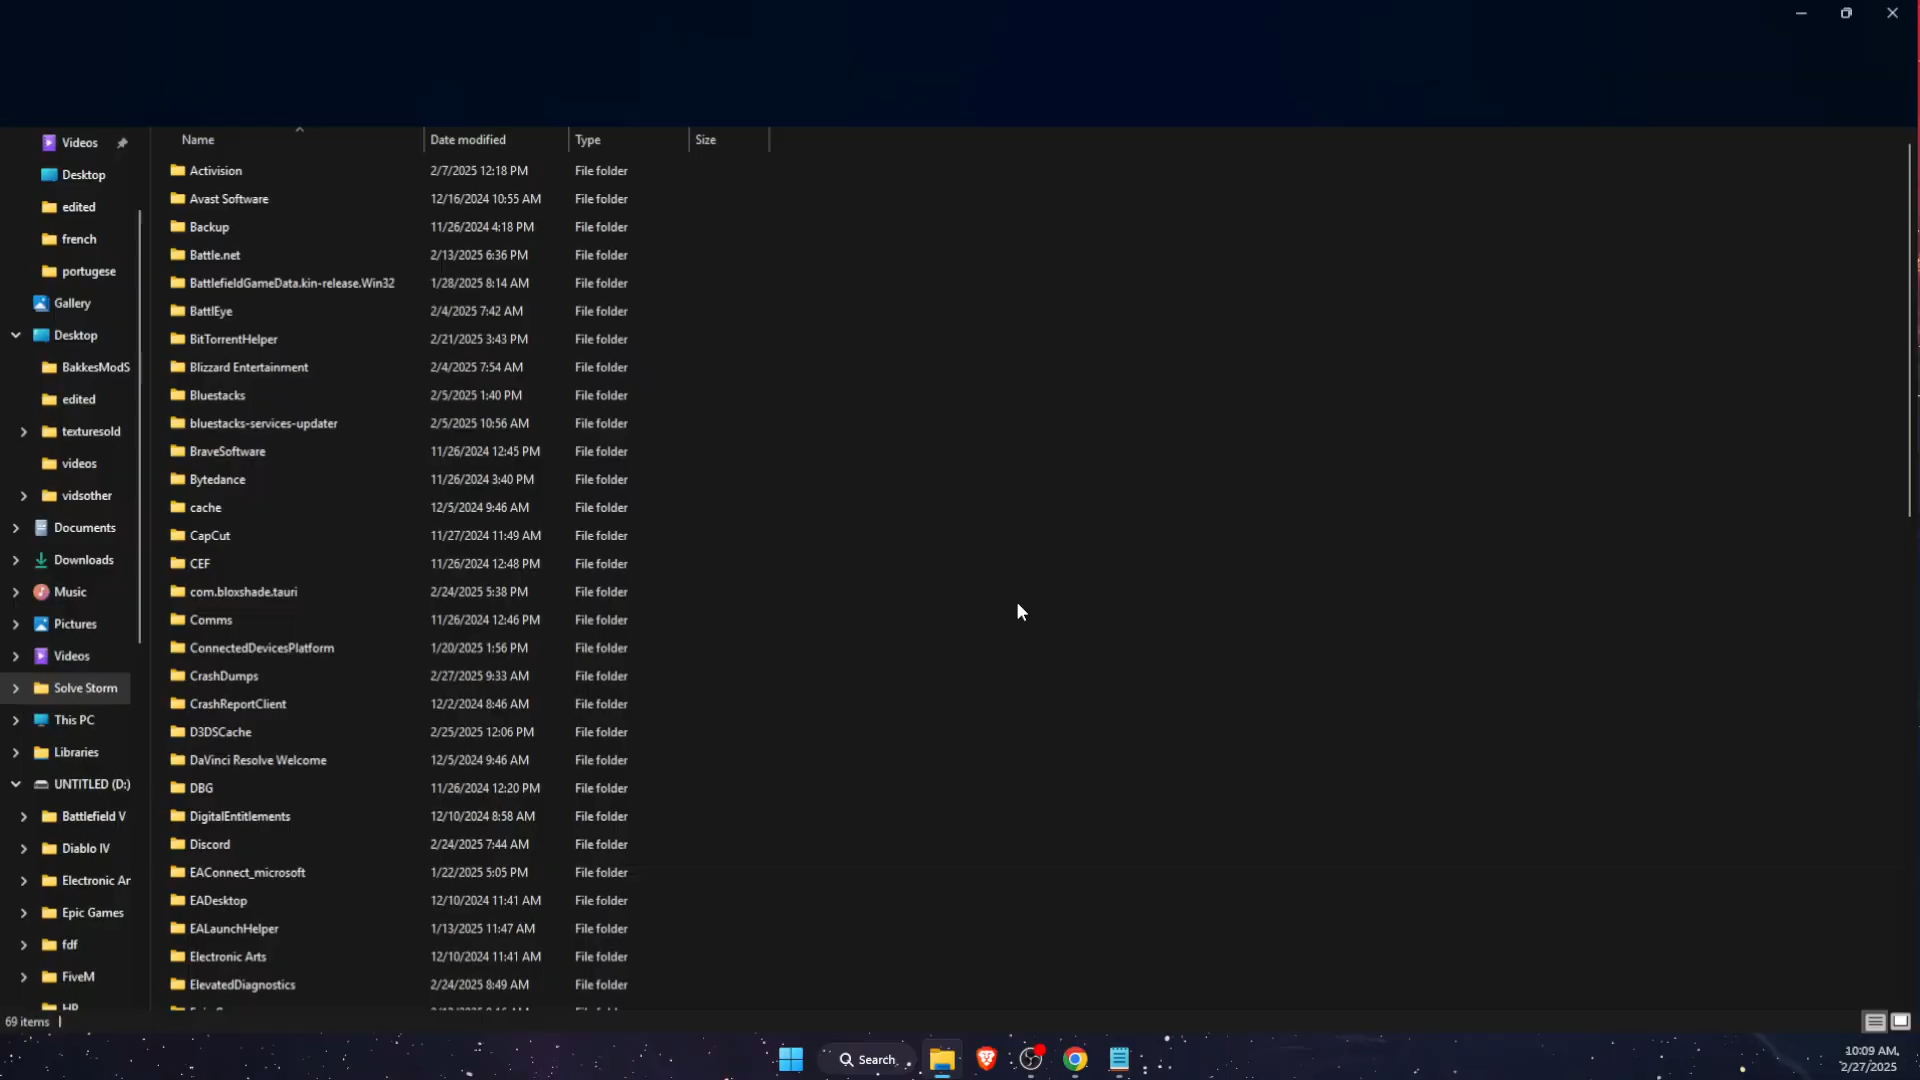 Name Date modified Type Size
Videos
Desktop
edited
french
portugese
Gallery
Desktop
BakkesModS
edited
texturesold
videos
vidsother
Documents
Downloads
Music
Pictures
Videos
Solve Storm
This PC
Libraries
UNTITLED (D:)
Battlefield V
Diablo IV
Electronic Ar
Epic Games
fdf
FiveM
HP
Activision 2/7/2025 12:18 PM File folder
Avast Software 12/16/2024 10:55 AM File folder
Backup 11/26/2024 4:18 PM File folder
Battle.net 2/13/2025 6:36 PM File folder
BattlefieldGameData.kin-release.Win32 1/28/2025 8:14 AM File folder
BattlEye 2/4/2025 7:42 AM File folder
BitTorrentHelper 2/21/2025 3:43 PM File folder
Blizzard Entertainment 2/4/2025 7:54 AM File folder
Bluestacks 2/5/2025 1:40 PM File folder
bluestacks-services-updater 2/5/2025 10:56 AM File folder
BraveSoftware 11/26/2024 12:45 PM File folder
Bytedance 11/26/2024 3:40 PM File folder
cache 12/5/2024 9:46 AM File folder
CapCut 11/27/2024 11:49 AM File folder
CEF 11/26/2024 12:48 PM File folder
com.bloxshade.tauri 2/24/2025 5:38 PM File folder
Comms 11/26/2024 12:46 PM File folder
ConnectedDevicesPlatform 1/20/2025 1:56 PM File folder
CrashDumps 2/27/2025 9:33 AM File folder
CrashReportClient 12/2/2024 8:46 AM File folder
D3DSCache 2/25/2025 12:06 PM File folder
DaVinci Resolve Welcome 12/5/2024 9:46 AM File folder
DBG 11/26/2024 12:20 PM File folder
DigitalEntitlements 12/10/2024 8:58 AM File folder
Discord 2/24/2025 7:44 AM File folder
EAConnect_microsoft 1/22/2025 5:05 PM File folder
EADesktop 12/10/2024 11:41 AM File folder
EALaunchHelper 1/13/2025 11:47 AM File folder
Electronic Arts 12/10/2024 11:41 AM File folder
ElevatedDiagnostics 2/24/2025 8:49 AM File folder
69 items
Search
10:09 AM
2/27/2025